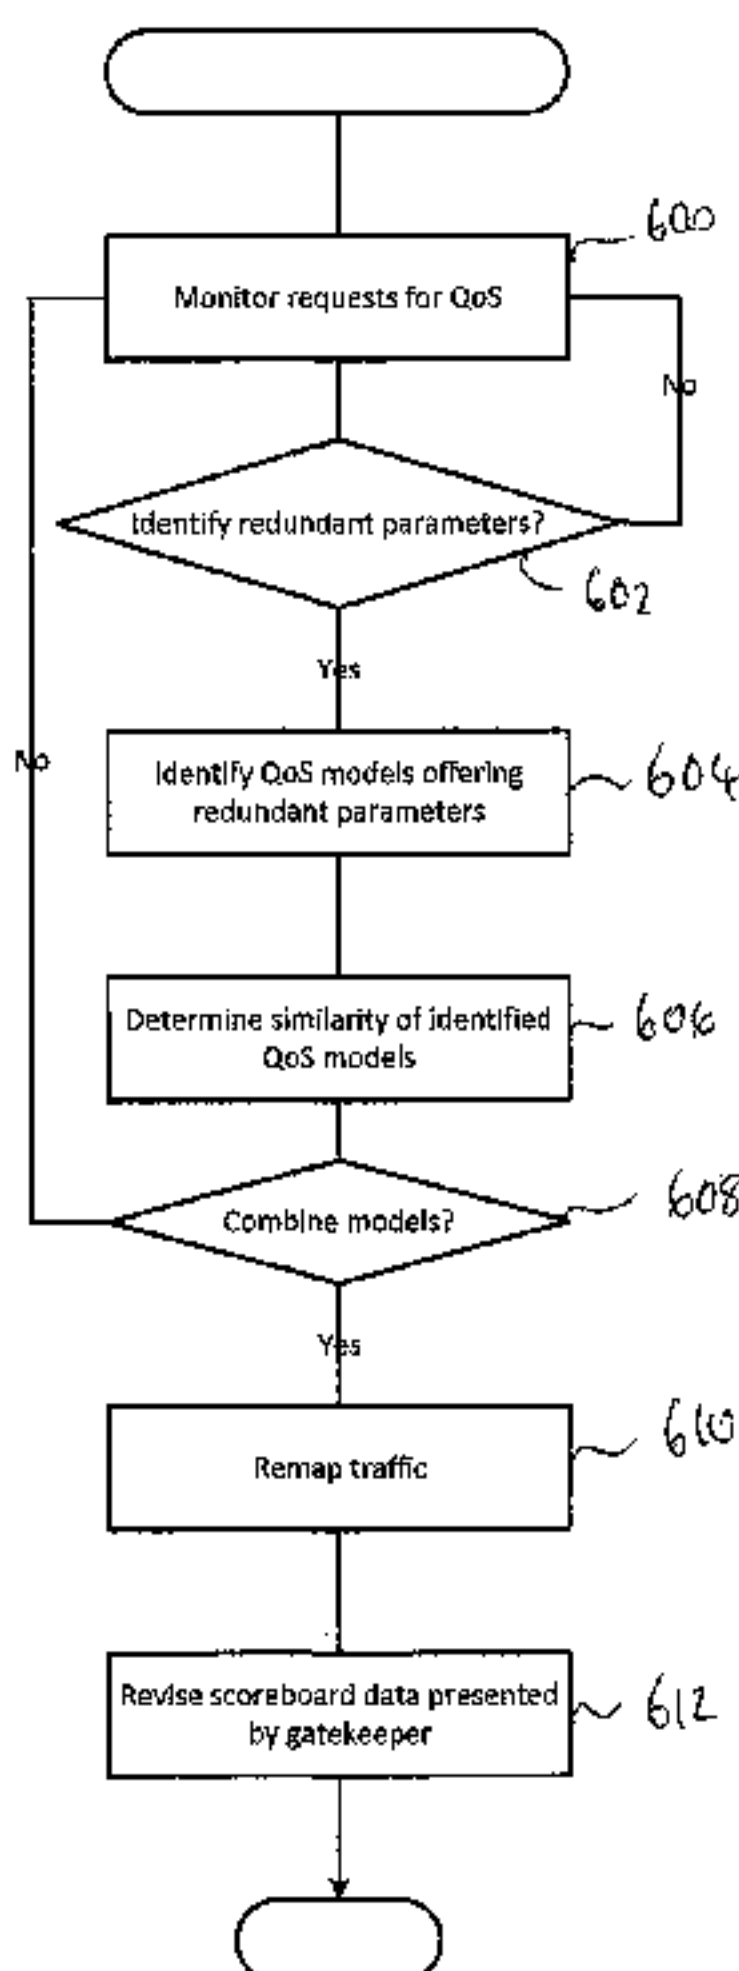 600
Monitor requests for QoS
No
Identify redundant parameters?
602
Yes
No
Identify QoS models offering
redundant parameters
604
Determine similarity of identified
QoS models
606
Combine models?
608
Yes
Remap traffic
610
Revise scoreboard data presented
by gatekeeper
612